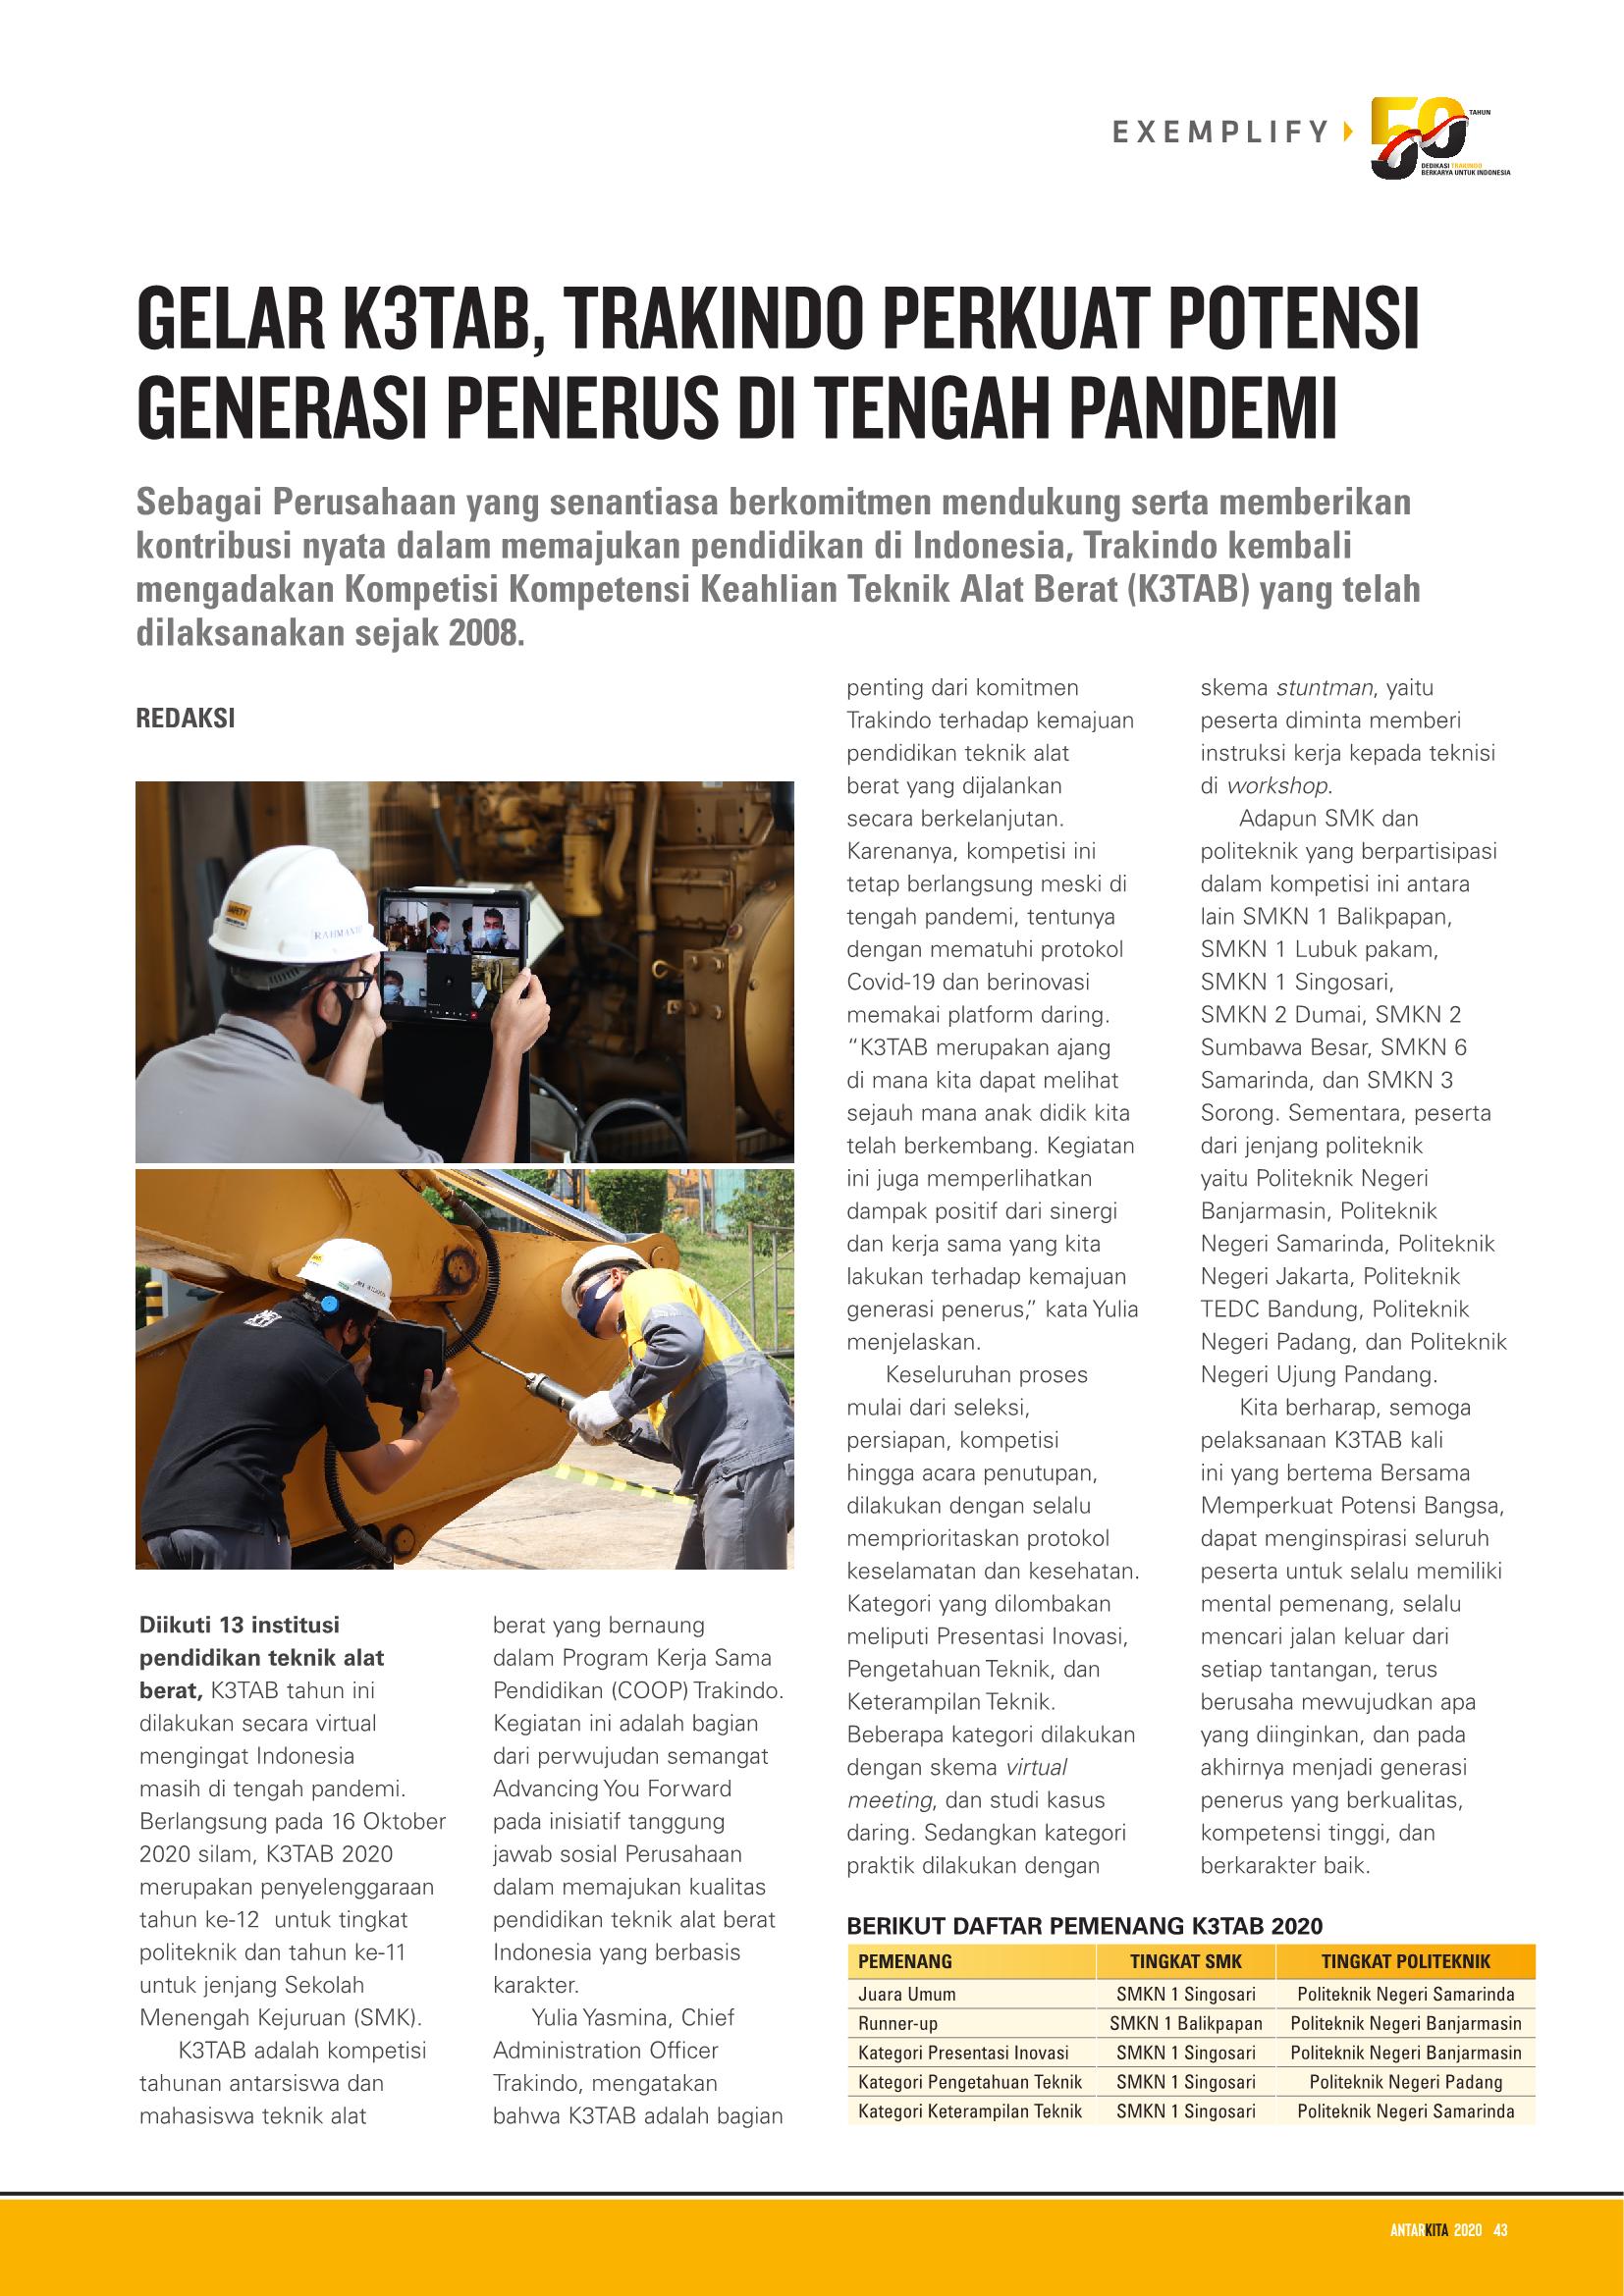 EXEMPLIFY
50 TAHUN
DEDIKASI TRAKINDO
BERKARYA UNTUK INDONESIA
GELAR K3TAB, TRAKINDO PERKUAT POTENSI
GENERASI PENERUS DI TENGAH PANDEMI
Sebagai Perusahaan yang senantiasa berkomitmen mendukung serta memberikan
kontribusi nyata dalam memajukan pendidikan di Indonesia, Trakindo kembali
mengadakan Kompetisi Kompetensi Keahlian Teknik Alat Berat (K3TAB) yang telah
dilaksanakan sejak 2008.
REDAKSI
SAFETY
Diikuti 13 institusi
pendidikan teknik alat
berat, K3TAB tahun ini
dilakukan secara virtual
mengingat Indonesia
masih di tengah pandemi.
Berlangsung pada 16 Oktober
2020 silam, K3TAB 2020
merupakan penyelenggaraan
tahun ke-12  untuk tingkat
politeknik dan tahun ke-11
untuk jenjang Sekolah
Menengah Kejuruan (SMK).
K3TAB adalah kompetisi
tahunan antarsiswa dan
mahasiswa teknik alat
berat yang bernaung
dalam Program Kerja Sama
Pendidikan (COOP) Trakindo.
Kegiatan ini adalah bagian
dari perwujudan semangat
Advancing You Forward
pada inisiatif tanggung
jawab sosial Perusahaan
dalam memajukan kualitas
pendidikan teknik alat berat
Indonesia yang berbasis
karakter.
Yulia Yasmina, Chief
Administration Officer
Trakindo, mengatakan
bahwa K3TAB adalah bagian
penting dari komitmen
Trakindo terhadap kemajuan
pendidikan teknik alat
berat yang dijalankan
secara berkelanjutan.
Karenanya, kompetisi ini
tetap berlangsung meski di
tengah pandemi, tentunya
dengan mematuhi protokol
Covid-19 dan berinovasi
memakai platform daring.
“K3TAB merupakan ajang
di mana kita dapat melihat
sejauh mana anak didik kita
telah berkembang. Kegiatan
ini juga memperlihatkan
dampak positif dari sinergi
dan kerja sama yang kita
lakukan terhadap kemajuan
generasi penerus,” kata Yulia
menjelaskan.
Keseluruhan proses
mulai dari seleksi,
persiapan, kompetisi
hingga acara penutupan,
dilakukan dengan selalu
memprioritaskan protokol
keselamatan dan kesehatan.
Kategori yang dilombakan
meliputi Presentasi Inovasi,
Pengetahuan Teknik, dan
Keterampilan Teknik.
Beberapa kategori dilakukan
dengan skema virtual
meeting, dan studi kasus
daring. Sedangkan kategori
praktik dilakukan dengan
skema stuntman, yaitu
peserta diminta memberi
instruksi kerja kepada teknisi
di workshop.
Adapun SMK dan
politeknik yang berpartisipasi
dalam kompetisi ini antara
lain SMKN 1 Balikpapan,
SMKN 1 Lubuk pakam,
SMKN 1 Singosari,
SMKN 2 Dumai, SMKN 2
Sumbawa Besar, SMKN 6
Samarinda, dan SMKN 3
Sorong. Sementara, peserta
dari jenjang politeknik
yaitu Politeknik Negeri
Banjarmasin, Politeknik
Negeri Samarinda, Politeknik
Negeri Jakarta, Politeknik
TEDC Bandung, Politeknik
Negeri Padang, dan Politeknik
Negeri Ujung Pandang.
Kita berharap, semoga
pelaksanaan K3TAB kali
ini yang bertema Bersama
Memperkuat Potensi Bangsa,
dapat menginspirasi seluruh
peserta untuk selalu memiliki
mental pemenang, selalu
mencari jalan keluar dari
setiap tantangan, terus
berusaha mewujudkan apa
yang diinginkan, dan pada
akhirnya menjadi generasi
penerus yang berkualitas,
kompetensi tinggi, dan
berkarakter baik.
BERIKUT DAFTAR PEMENANG K3TAB 2020
PEMENANG TINGKAT SMK TINGKAT POLITEKNIK
Juara Umum SMKN 1 Singosari Politeknik Negeri Samarinda
Runner-up SMKN 1 Balikpapan Politeknik Negeri Banjarmasin
Kategori Presentasi Inovasi SMKN 1 Singosari Politeknik Negeri Banjarmasin
Kategori Pengetahuan Teknik SMKN 1 Singosari Politeknik Negeri Padang
Kategori Keterampilan Teknik SMKN 1 Singosari Politeknik Negeri Samarinda
ANTARKITA 2020 43